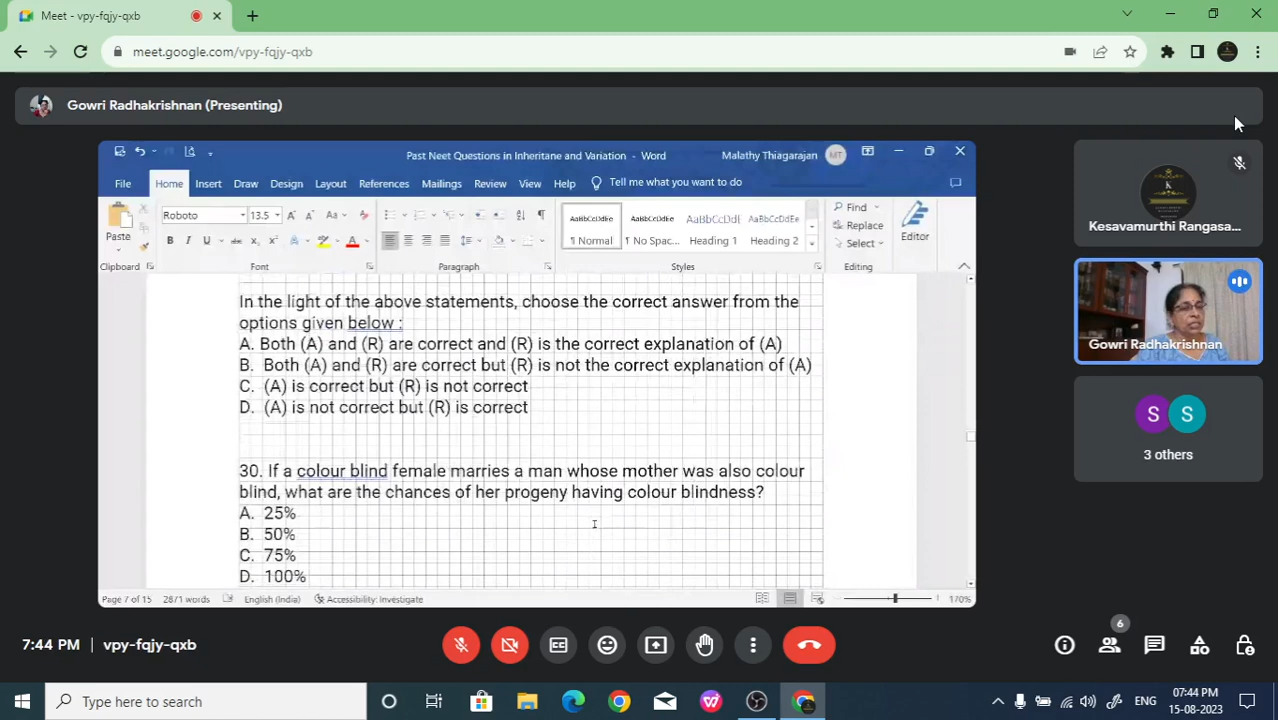 Meet - vpy-fqjy-qxb
meet.google.com/vpy-fqjy-qxb
Gowri Radhakrishnan (Presenting)
Past Neet Questions in Inheritane and Variation - Word
Malathy Thiagarajan
MT
File Home Insert Draw Design Layout References Mailings Review View Help Tell me what you want to do
Paste
Clipboard
Roboto 13.5
Font
Paragraph
AaBbCcDdEe AaBbCcDdEe AaBbCcD( AaBbCcDdE
¶ Normal ¶ No Spac... Heading 1 Heading 2
Styles
Find
Replace
Select
Editing
Editor
In the light of the above statements, choose the correct answer from the
options given below :
A. Both (A) and (R) are correct and (R) is the correct explanation of (A)
B. Both (A) and (R) are correct but (R) is not the correct explanation of (A)
C. (A) is correct but (R) is not correct
D. (A) is not correct but (R) is correct
30. If a colour blind female marries a man whose mother was also colour
blind, what are the chances of her progeny having colour blindness?
A. 25%
B. 50%
C. 75%
D. 100%
Page 7 of 15 2871 words English (India) Accessibility: Investigate 170%
K
Kesavamurthi Rangasa...
Gowri Radhakrishnan
S S
3 others
7:44 PM | vpy-fqjy-qxb
6
Type here to search
ENG
07:44 PM
15-08-2023